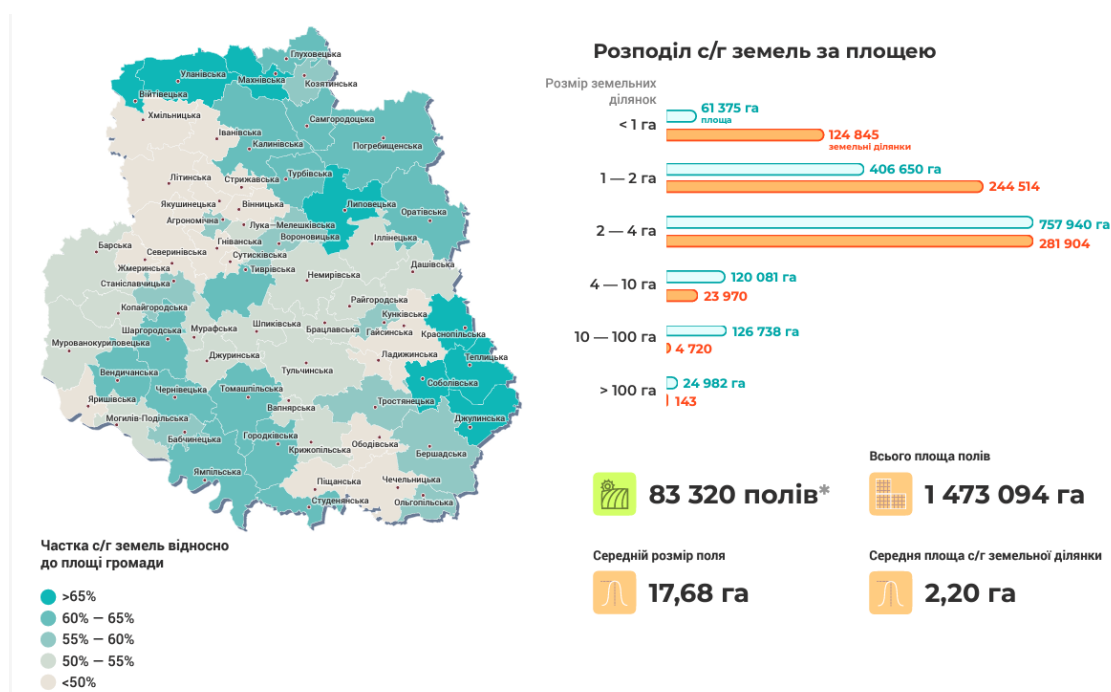 Глуховецька
Уланівська
Махнівська
Козятинська
Війтівецька
Хмільницька
Самгородоцька
Іванівська
Калинівська
Погребищенська
Турбівська
Літинська
Стрижавська
Якушинецька
Вінницька
Липовецька
Оратівська
Агрономічна
Лука—Мелешківська
Вороновицька
Іллінецька
Барська
Гніванська
Северинівська
Сутисківська
Жмеринська
Тиврівська
Дашівська
Станіславчицька
Немирівська
Райгородська
Копайгородська
Кунківська
Шаргородська
Мурафська
Шпиківська
Брацлавська
Гайсинська
Краснопільська
Мурованокуриловецька
Джуринська
Ладижинська
Теплицька
Вендичанська
Тульчинська
Соболівська
Чернівецька
Томашпільська
Яришівська
Вапнярська
Тростянецька
Могилів-Подільська
Джулинська
Бабчинецька
Городківська
Ободівська
Крижопільська
Бершадська
Ямпільська
Піщанська
Чечельницька
Студенянська
Ольгопільська
Частка с/г земель відносно
до площі громади
>65%
60% — 65%
55% — 60%
50% — 55%
<50%
Розподіл с/г земель за площею
Розмір земельних
ділянок
< 1 га
61 375 га
площа
124 845
земельні ділянки
1 — 2 га
406 650 га
244 514
2 — 4 га
757 940 га
281 904
4 — 10 га
120 081 га
23 970
10 — 100 га
126 738 га
4 720
> 100 га
24 982 га
143
83 320 полів*
Всього площа полів
1 473 094 га
Середній розмір поля
17,68 га
Середня площа с/г земельної ділянки
2,20 га